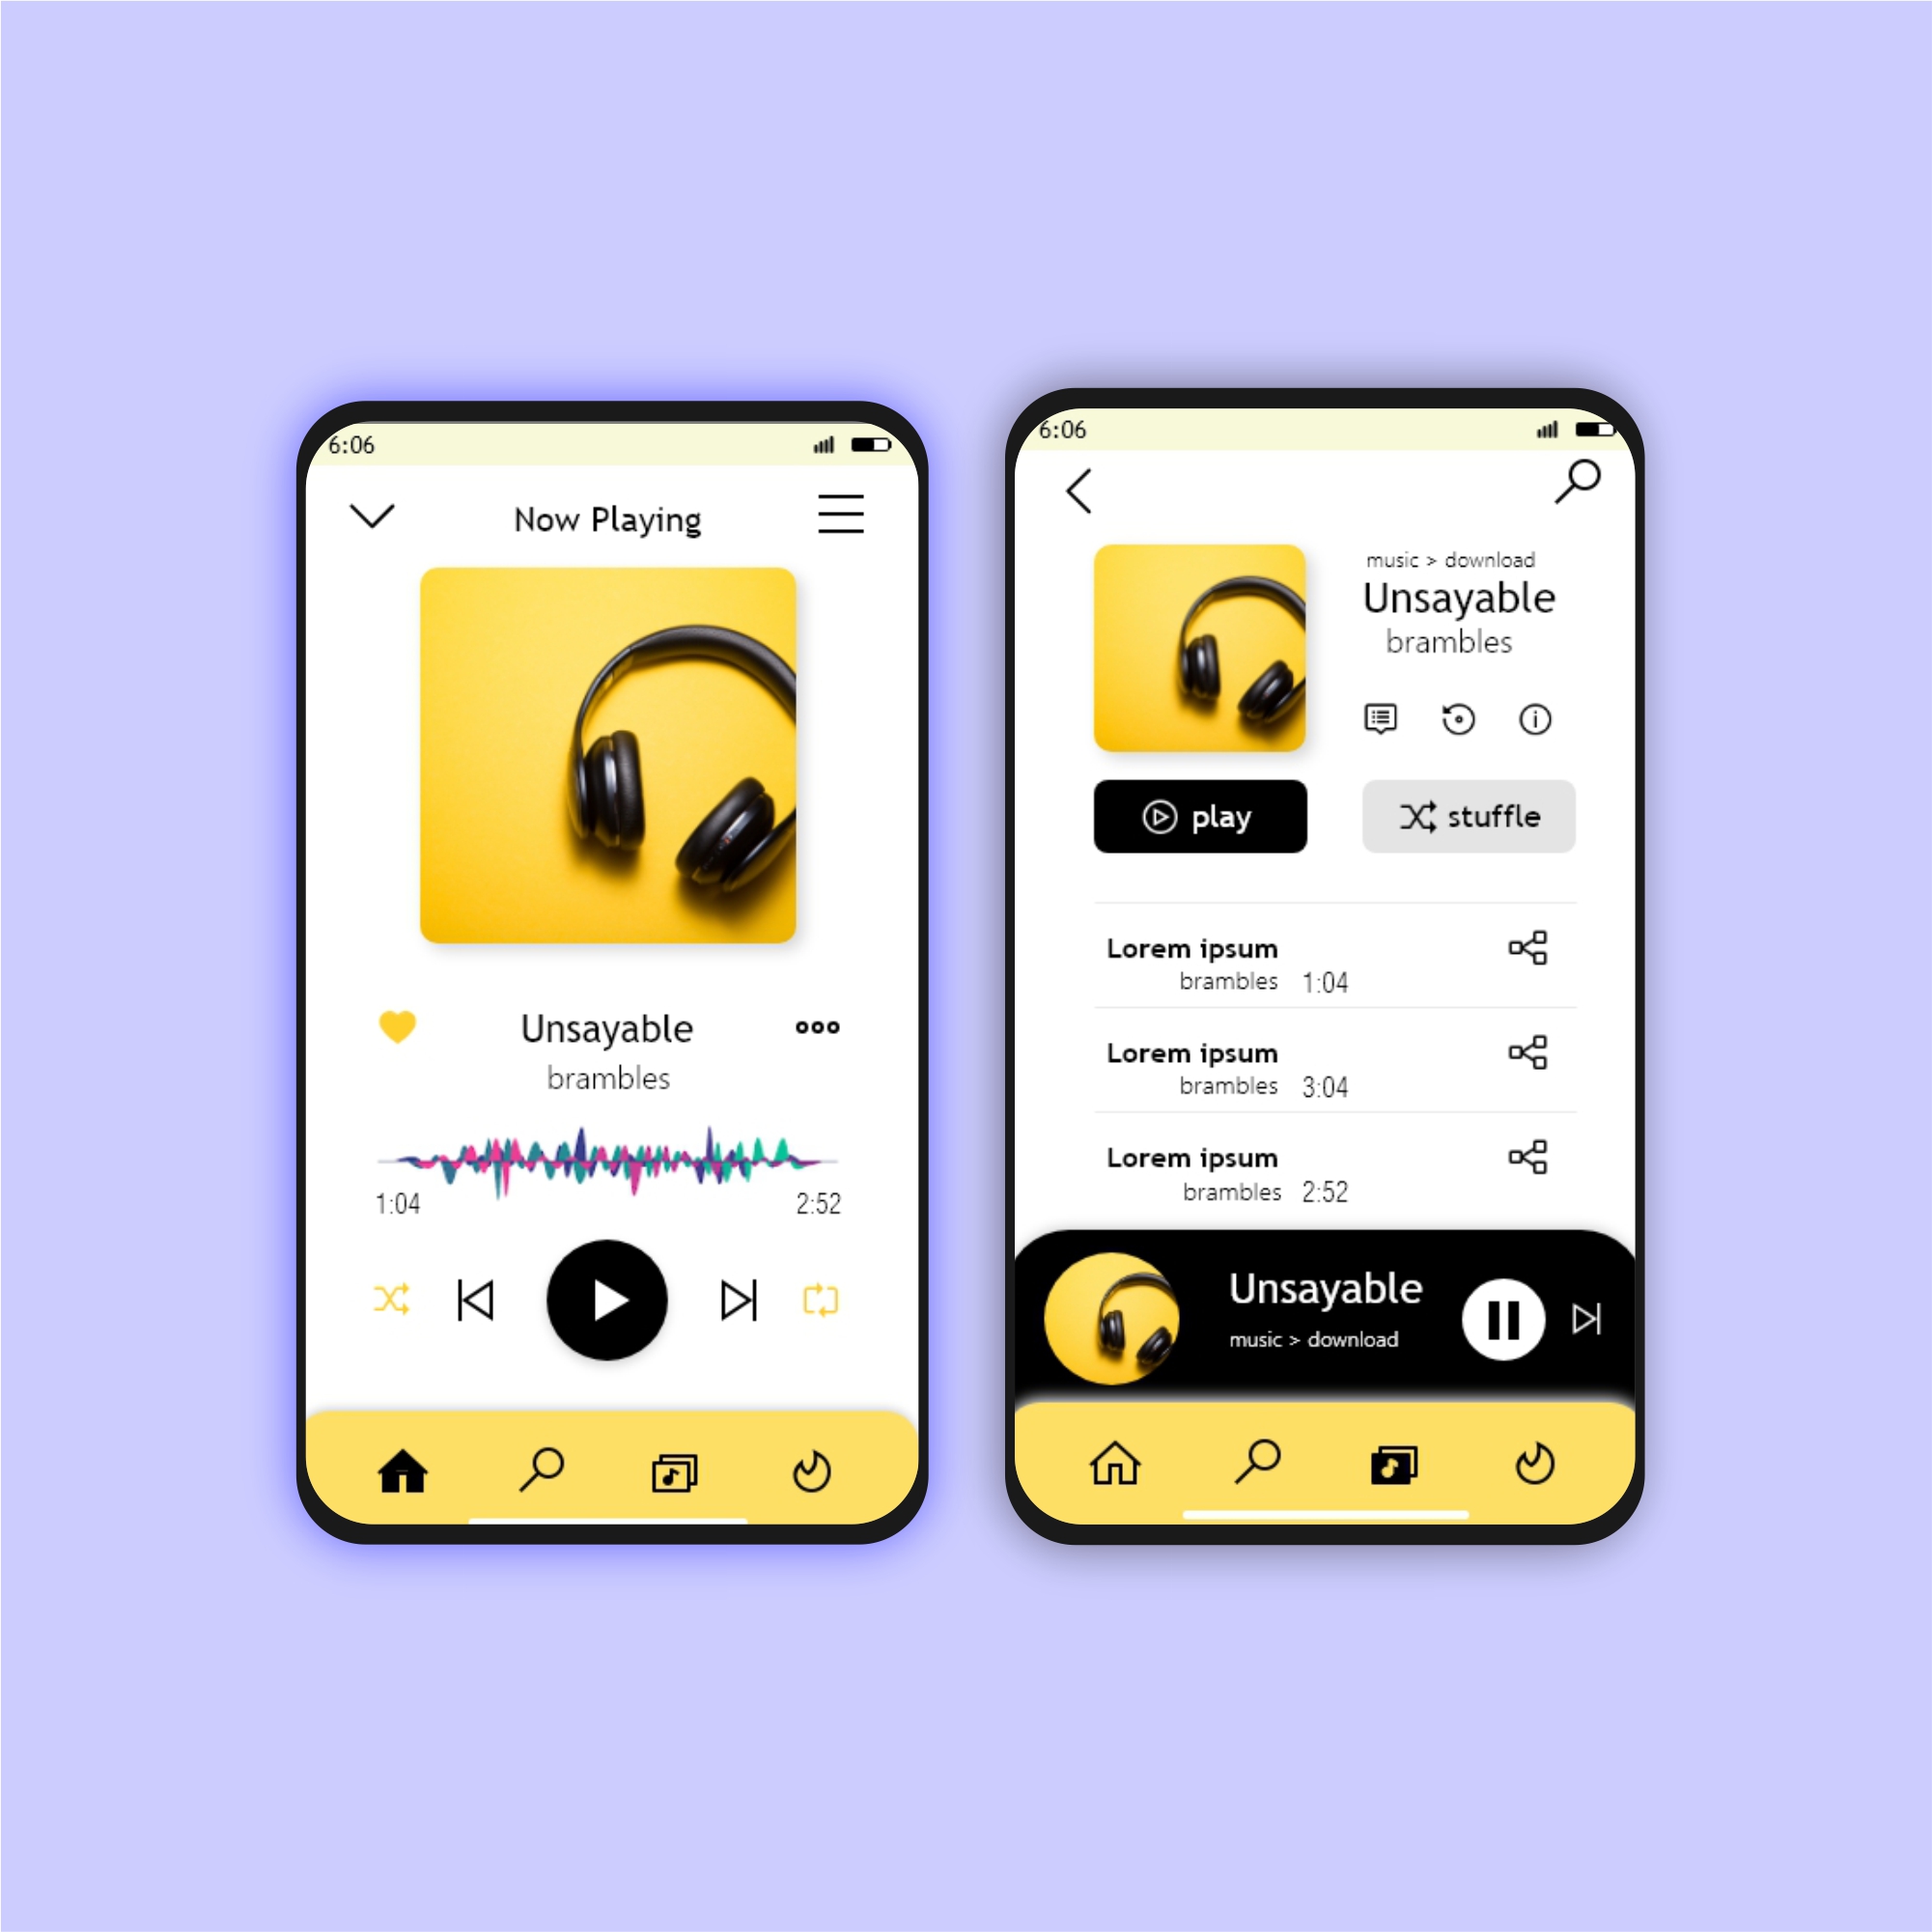 6:06
Now Playing
Unsayable
brambles
1:04 2:52
6:06
music > download
Unsayable
brambles
play stuffle
Lorem ipsum
brambles 1:04
Lorem ipsum
brambles 3:04
Lorem ipsum
brambles 2:52
Unsayable
music > download